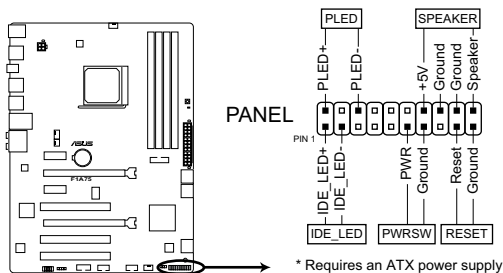 PLED
SPEAKER
PLED+
PLED-
+5V
Ground
Ground
Speaker
PANEL
PIN 1
IDE_LED+
IDE_LED-
PWR
Ground
Reset
Ground
IDE_LED
PWRSW
RESET
* Requires an ATX power supply
ASUS
F1A75